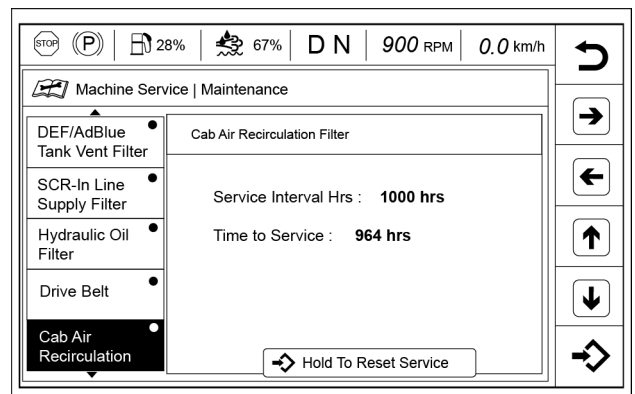 STOP (P) 28% 67% D N 900 RPM 0.0 km/h
Machine Service | Maintenance
DEF/AdBlue
Tank Vent Filter
SCR-In Line
Supply Filter
Hydraulic Oil
Filter
Drive Belt
Cab Air
Recirculation
Cab Air Recirculation Filter
Service Interval Hrs : 1000 hrs
Time to Service : 964 hrs
Hold To Reset Service